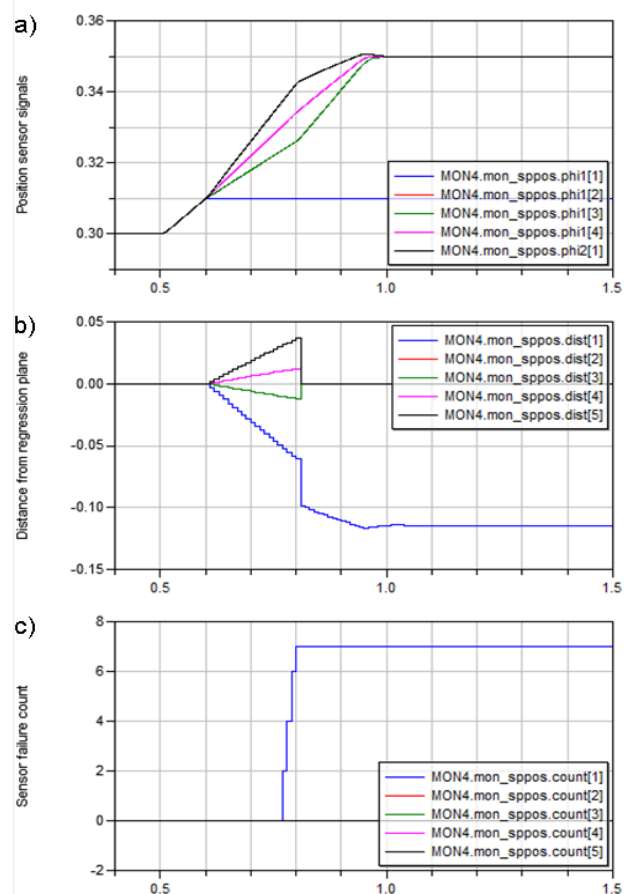 a)
0.36
0.34
0.32
0.30
Position sensor signals
MON4.mon_sppos.phi1[1]
MON4.mon_sppos.phi1[2]
MON4.mon_sppos.phi1[3]
MON4.mon_sppos.phi1[4]
MON4.mon_sppos.phi2[1]
0.5 1.0 1.5
b)
0.05
0.00
-0.05
-0.10
-0.15
Distance from regression plane
MON4.mon_sppos.dist[1]
MON4.mon_sppos.dist[2]
MON4.mon_sppos.dist[3]
MON4.mon_sppos.dist[4]
MON4.mon_sppos.dist[5]
0.5 1.0 1.5
c)
8
6
4
2
0
-2
Sensor failure count
MON4.mon_sppos.count[1]
MON4.mon_sppos.count[2]
MON4.mon_sppos.count[3]
MON4.mon_sppos.count[4]
MON4.mon_sppos.count[5]
0.5 1.0 1.5